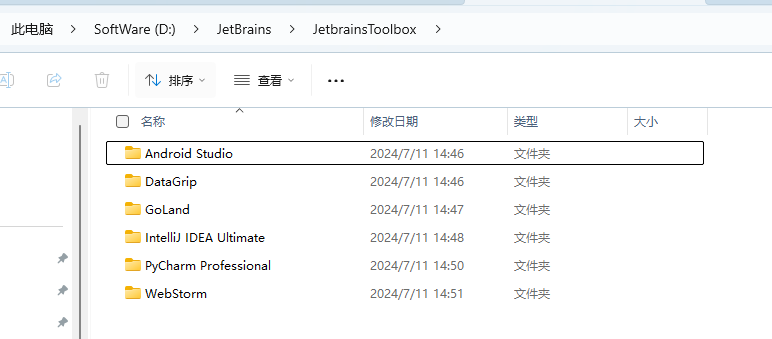 此电脑 > SoftWare (D:) > JetBrains > JetbrainsToolbox >
排序 查看 ...
名称 修改日期 类型 大小
Android Studio 2024/7/11 14:46 文件夹
DataGrip 2024/7/11 14:46 文件夹
GoLand 2024/7/11 14:47 文件夹
IntelliJ IDEA Ultimate 2024/7/11 14:48 文件夹
PyCharm Professional 2024/7/11 14:50 文件夹
WebStorm 2024/7/11 14:51 文件夹